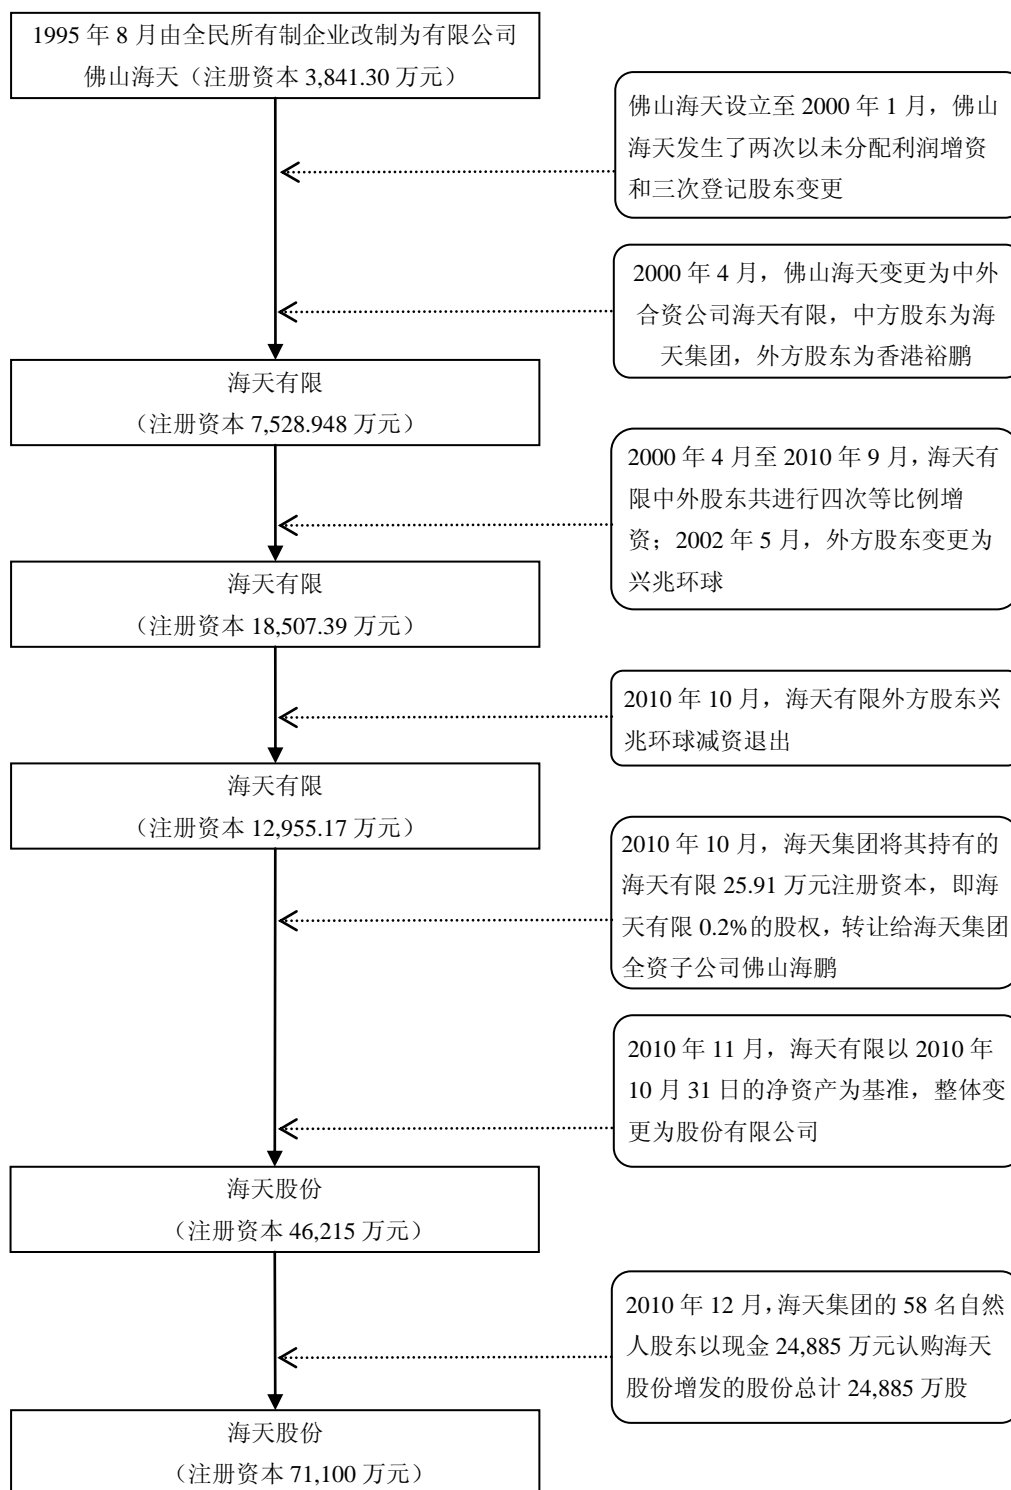 1995 年 8 月由全民所有制企业改制为有限公司
佛山海天（注册资本 3,841.30 万元）
佛山海天设立至 2000 年 1 月，佛山
海天发生了两次以未分配利润增资
和三次登记股东变更
2000 年 4 月，佛山海天变更为中外
合资公司海天有限，中方股东为海
天集团，外方股东为香港裕鹏
海天有限
（注册资本 7,528.948 万元）
2000 年 4 月至 2010 年 9 月，海天有
限中外股东共进行四次等比例增
资；2002 年 5 月，外方股东变更为
兴兆环球
海天有限
（注册资本 18,507.39 万元）
2010 年 10 月，海天有限外方股东兴
兆环球减资退出
海天有限
（注册资本 12,955.17 万元）
2010 年 10 月，海天集团将其持有的
海天有限 25.91 万元注册资本，即海
天有限 0.2%的股权，转让给海天集团
全资子公司佛山海鹏
2010 年 11 月，海天有限以 2010 年
10 月 31 日的净资产为基准，整体变
更为股份有限公司
海天股份
（注册资本 46,215 万元）
2010 年 12 月，海天集团的 58 名自然
人股东以现金 24,885 万元认购海天
股份增发的股份总计 24,885 万股
海天股份
（注册资本 71,100 万元）